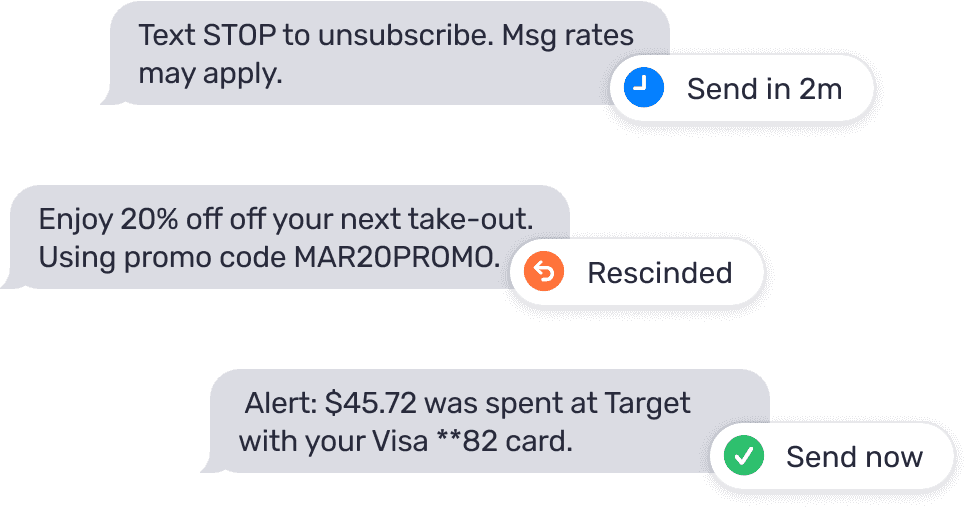 Text STOP to unsubscribe. Msg rates
may apply.
Send in 2m
Enjoy 20% off off your next take-out.
Using promo code MAR20PROMO.
Rescinded
Alert: $45.72 was spent at Target
with your Visa **82 card.
Send now